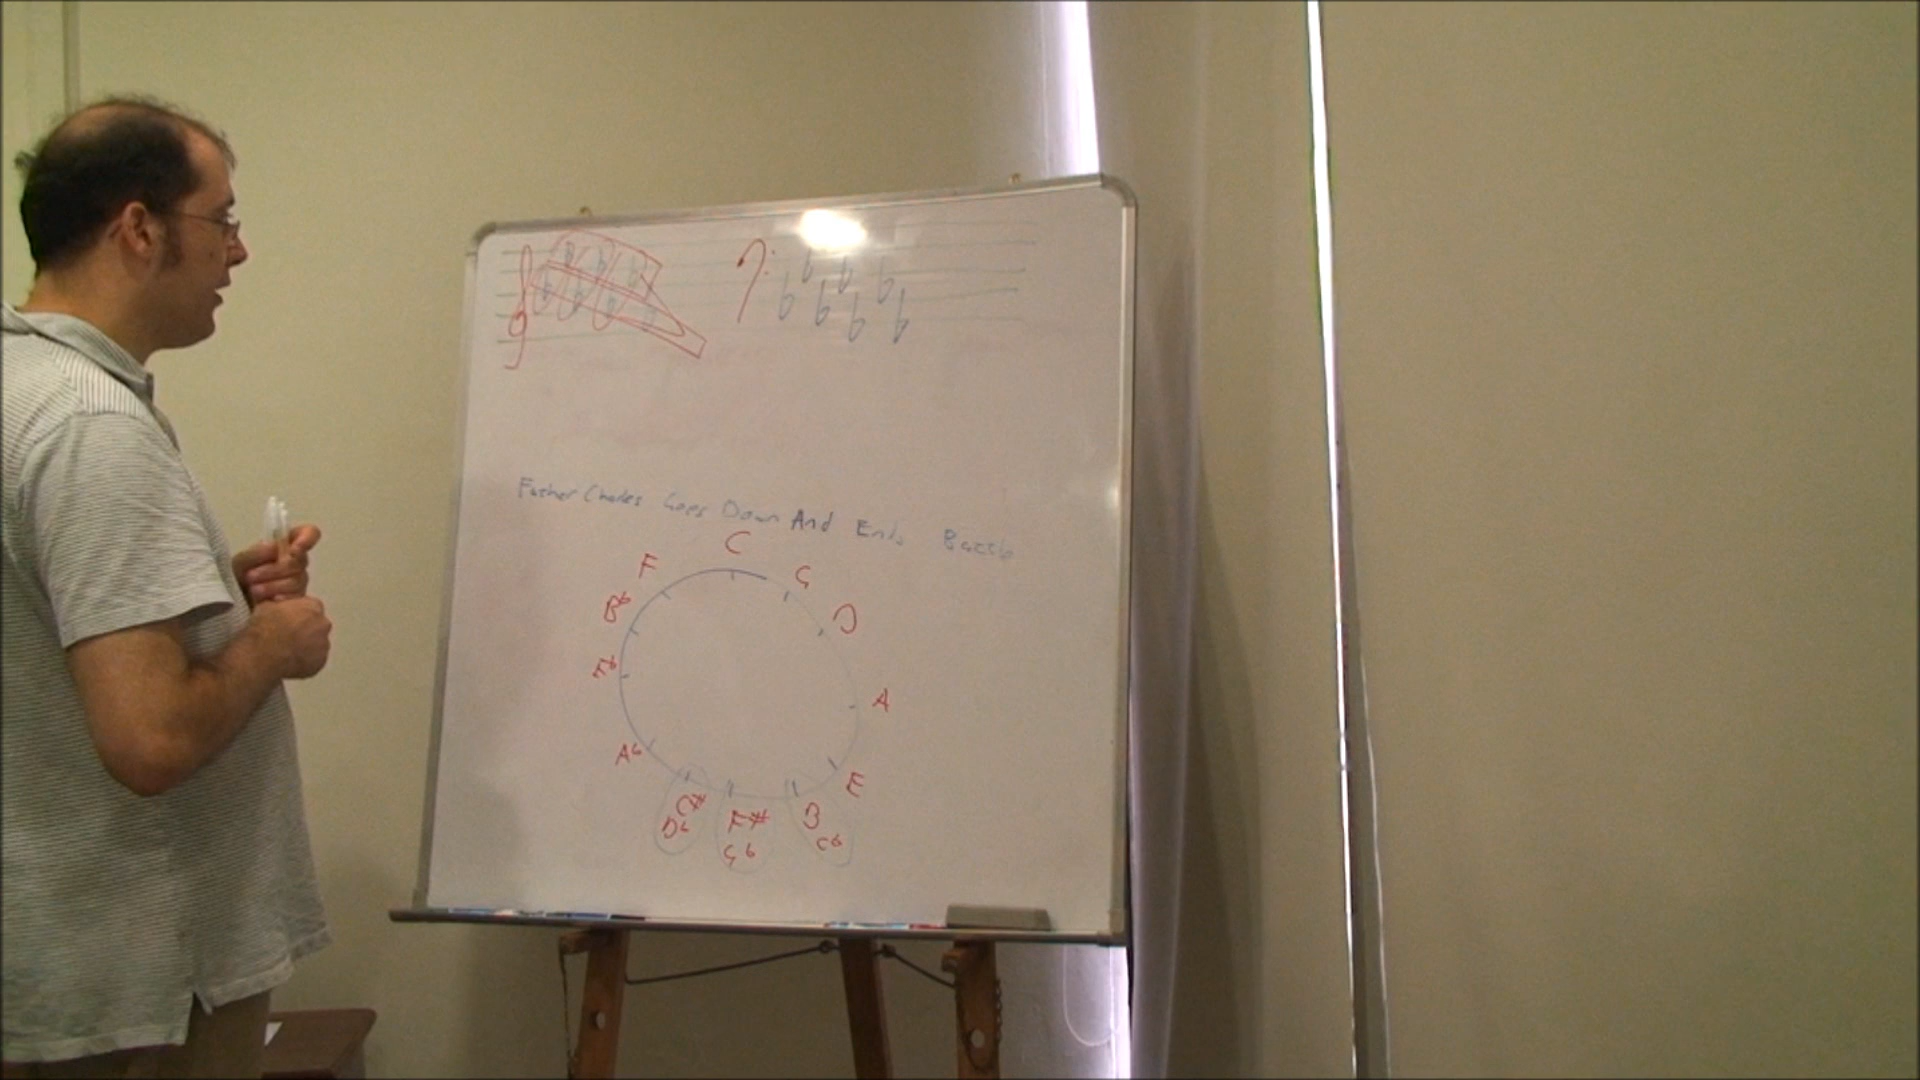 Father Charles Goes Down And Ends Battle
C
F G
B♭ D
E♭
A
A♭ E
C# F# B
D♭ G♭ C♭